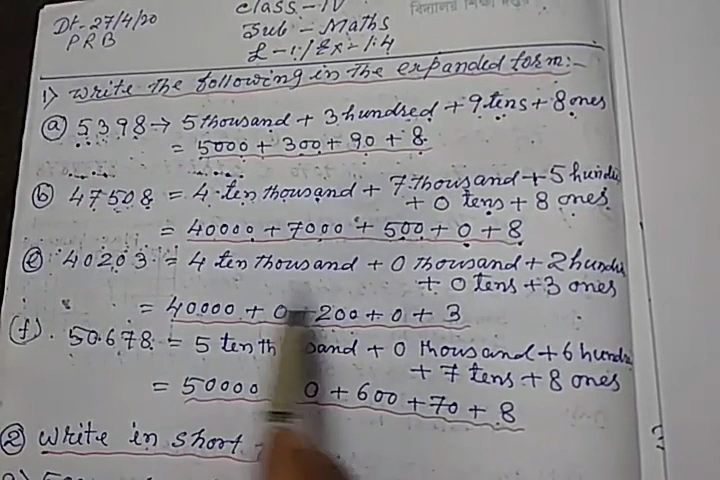 Class - IV
Dt - 27/4/20
Sub - Maths
PRB
L - 1 / Ex - 1.4
1) Write the following in the expanded form :-
(a) 5398 → 5 thousand + 3 hundred + 9 tens + 8 ones
= 5000 + 300 + 90 + 8
(b) 47508 = 4 ten thousand + 7 thousand + 5
+ 0 tens + 8 ones
= 40000 + 7000 + 500 + 0 + 8
(e) 40203 = 4 ten thousand + 0 thousand + 2
+ 0 tens + 3 ones
= 40000 + 0 200 + 0 + 3
(f) 50678 = 5 ten + 0 thousand + 6
+ 7 tens + 8 ones
= 50000 0 + 600 + 70 + 8
(2) Write in short